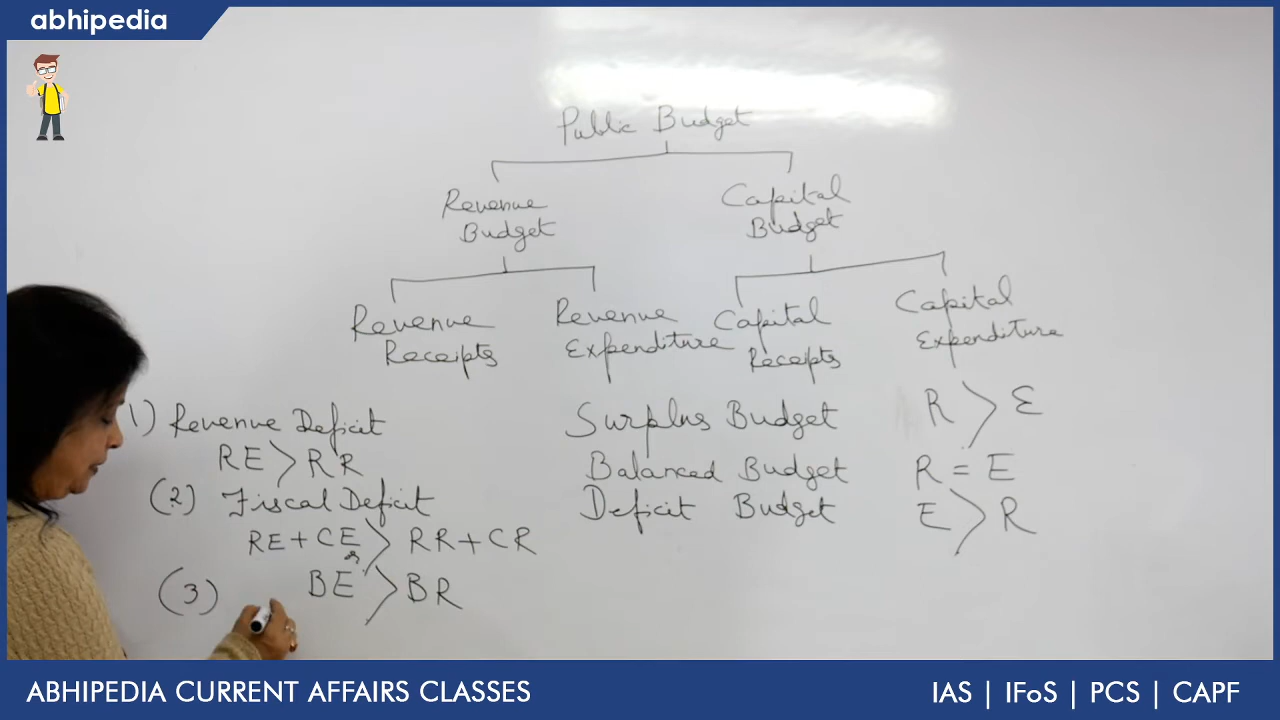 abhipedia
Public Budget
Revenue
Budget
Capital
Budget
Revenue
Receipts
Revenue
Expenditure
Capital
Receipts
Capital
Expenditure
1) Revenue Deficit
RE > RR
(2) Fiscal Deficit
RE + CE > RR + CR
or
BE > BR
(3)
Surplus Budget R > E
Balanced Budget R = E
Deficit Budget E > R
ABHIPEDIA CURRENT AFFAIRS CLASSES
IAS | IFoS | PCS | CAPF